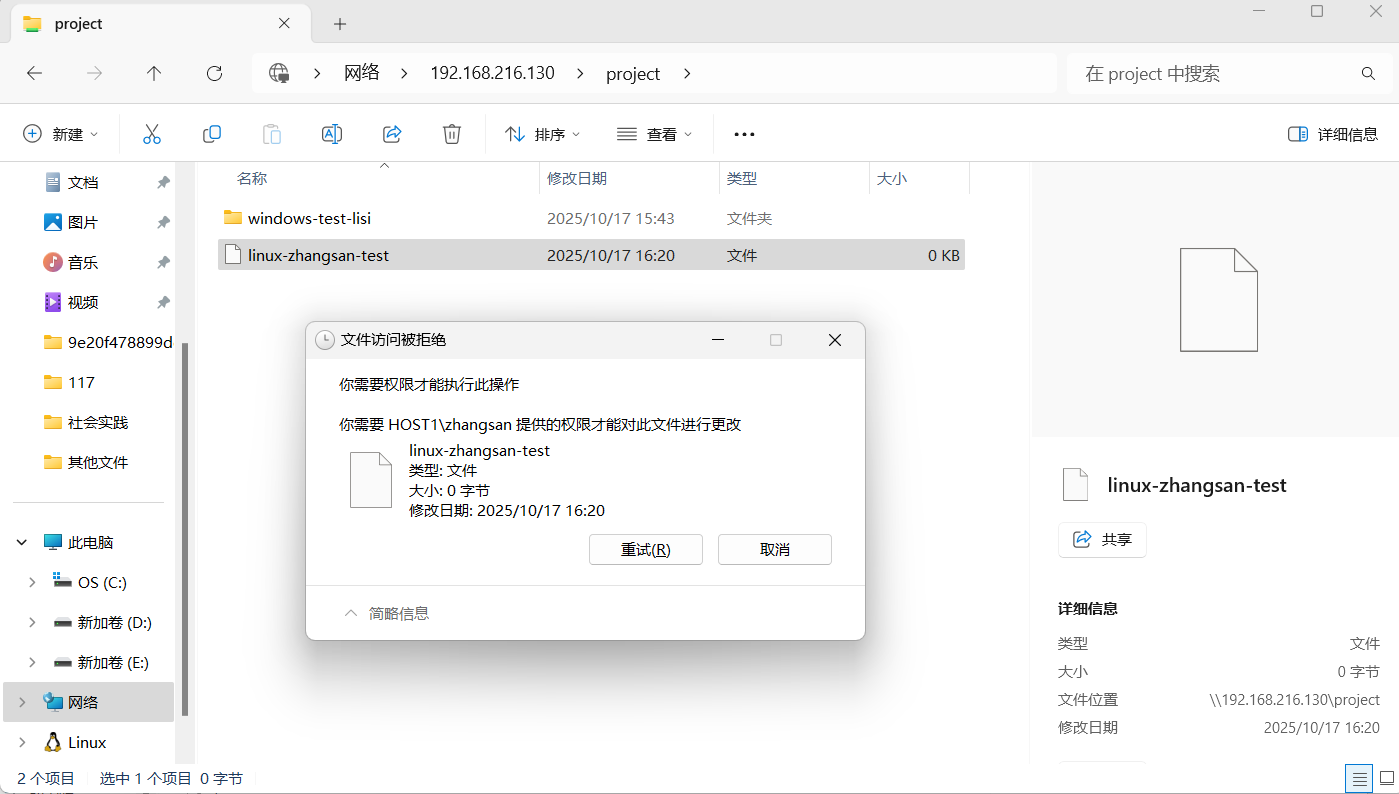 project
网络 192.168.216.130 project
在 project 中搜索
新建 排序 查看 详细信息
文档
图片
音乐
视频
9e20f478899d
117
社会实践
其他文件
此电脑
OS (C:)
新加卷 (D:)
新加卷 (E:)
网络
Linux
名称 修改日期 类型 大小
windows-test-lisi 2025/10/17 15:43 文件夹
linux-zhangsan-test 2025/10/17 16:20 文件 0 KB
文件访问被拒绝
你需要权限才能执行此操作
你需要 HOST1\zhangsan 提供的权限才能对此文件进行更改
linux-zhangsan-test
类型: 文件
大小: 0 字节
修改日期: 2025/10/17 16:20
重试(R) 取消
简略信息
linux-zhangsan-test
共享
详细信息
类型 文件
大小 0 字节
文件位置 \\192.168.216.130\project
修改日期 2025/10/17 16:20
2 个项目 选中 1 个项目 0 字节